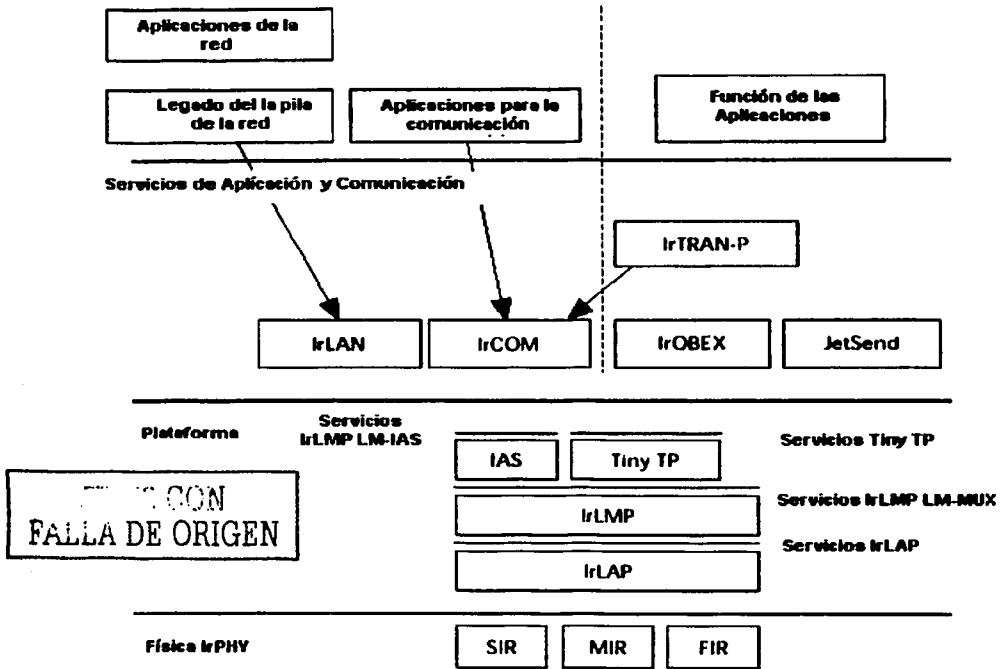 Aplicaciones de la
red
Legado del la pila
de la red
Aplicaciones para la
comunicación
Función de las
Aplicaciones
Servicios de Aplicación y Comunicación
IrTRAN-P
IrLAN
IrCOM
IrOBEX
JetSend
Plataforma
Servicios
IrLMP LM-IAS
IAS
Tiny TP
Servicios Tiny TP
CON
FALLA DE ORIGEN
IrLMP
Servicios IrLMP LM-MUX
IrLAP
Servicios IrLAP
Física IrPHY
SIR
MIR
FIR